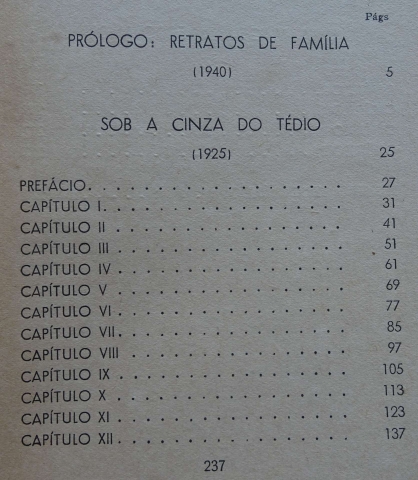 Págs
PRÓLOGO: RETRATOS DE FAMÍLIA
(1940) 5
SOB A CINZA DO TÉDIO
(1925) 25
PREFÁCIO. . . . . . . . . . . . . . . 27
CAPÍTULO I. . . . . . . . . . . . . . 31
CAPÍTULO II . . . . . . . . . . . . . 41
CAPÍTULO III . . . . . . . . . . . . . 51
CAPÍTULO IV . . . . . . . . . . . . . 61
CAPÍTULO V . . . . . . . . . . . . . 69
CAPÍTULO VI . . . . . . . . . . . . . 77
CAPÍTULO VII. . . . . . . . . . . . . 85
CAPÍTULO VIII . . . . . . . . . . . . 97
CAPÍTULO IX . . . . . . . . . . . . . 105
CAPÍTULO X . . . . . . . . . . . . . 113
CAPÍTULO XI . . . . . . . . . . . . . 123
CAPÍTULO XII . . . . . . . . . . . . . 137
237